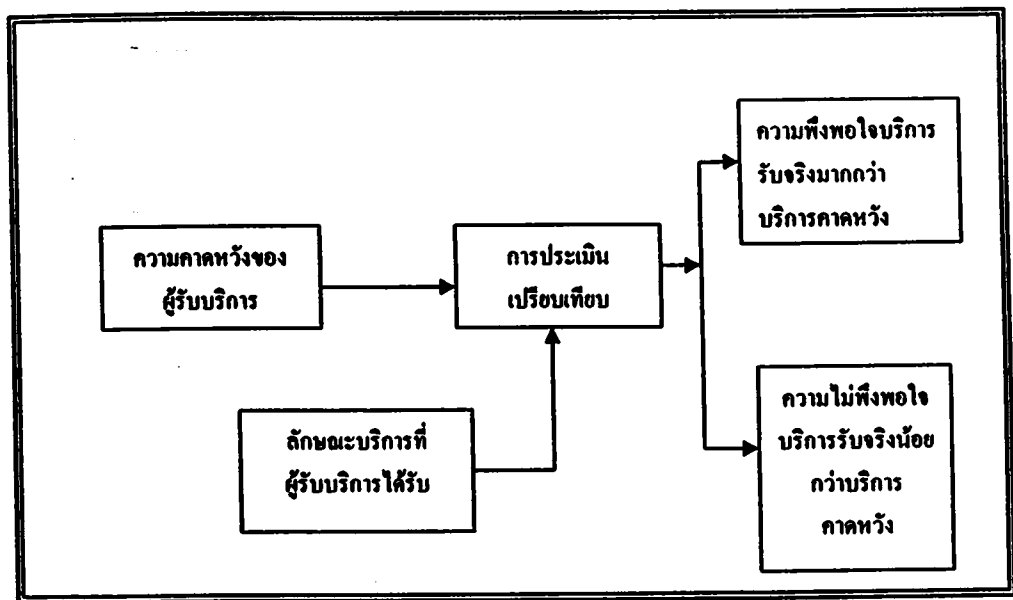 ความพึงพอใจบริการ
รับจริงมากกว่า
บริการคาดหวัง
ความคาดหวังของ
ผู้รับบริการ
การประเมิน
เปรียบเทียบ
ลักษณะบริการที่
ผู้รับบริการได้รับ
ความไม่พึงพอใจ
บริการรับจริงน้อย
กว่าบริการ
คาดหวัง